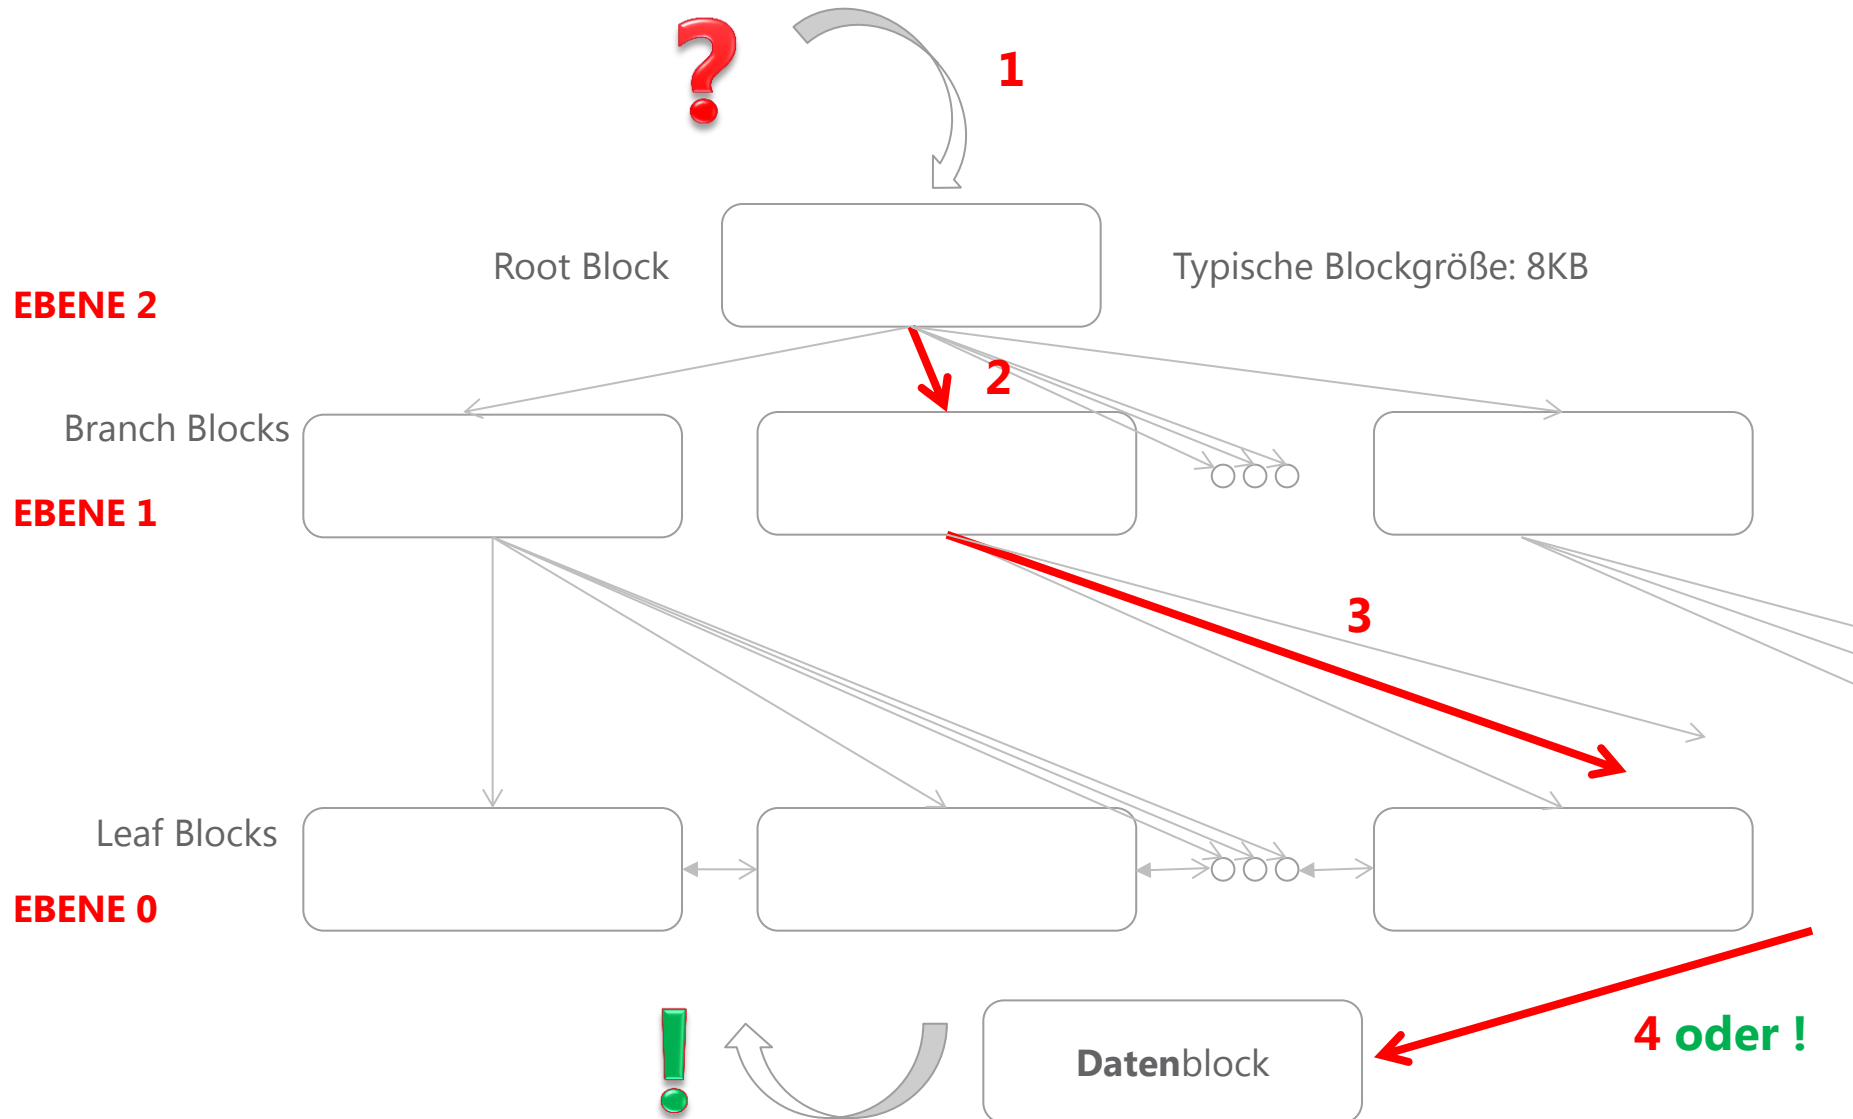 ?
1
Root Block
Typische Blockgröße: 8KB
EBENE 2
2
Branch Blocks
EBENE 1
3
Leaf Blocks
EBENE 0
!
Datenblock
4 oder !